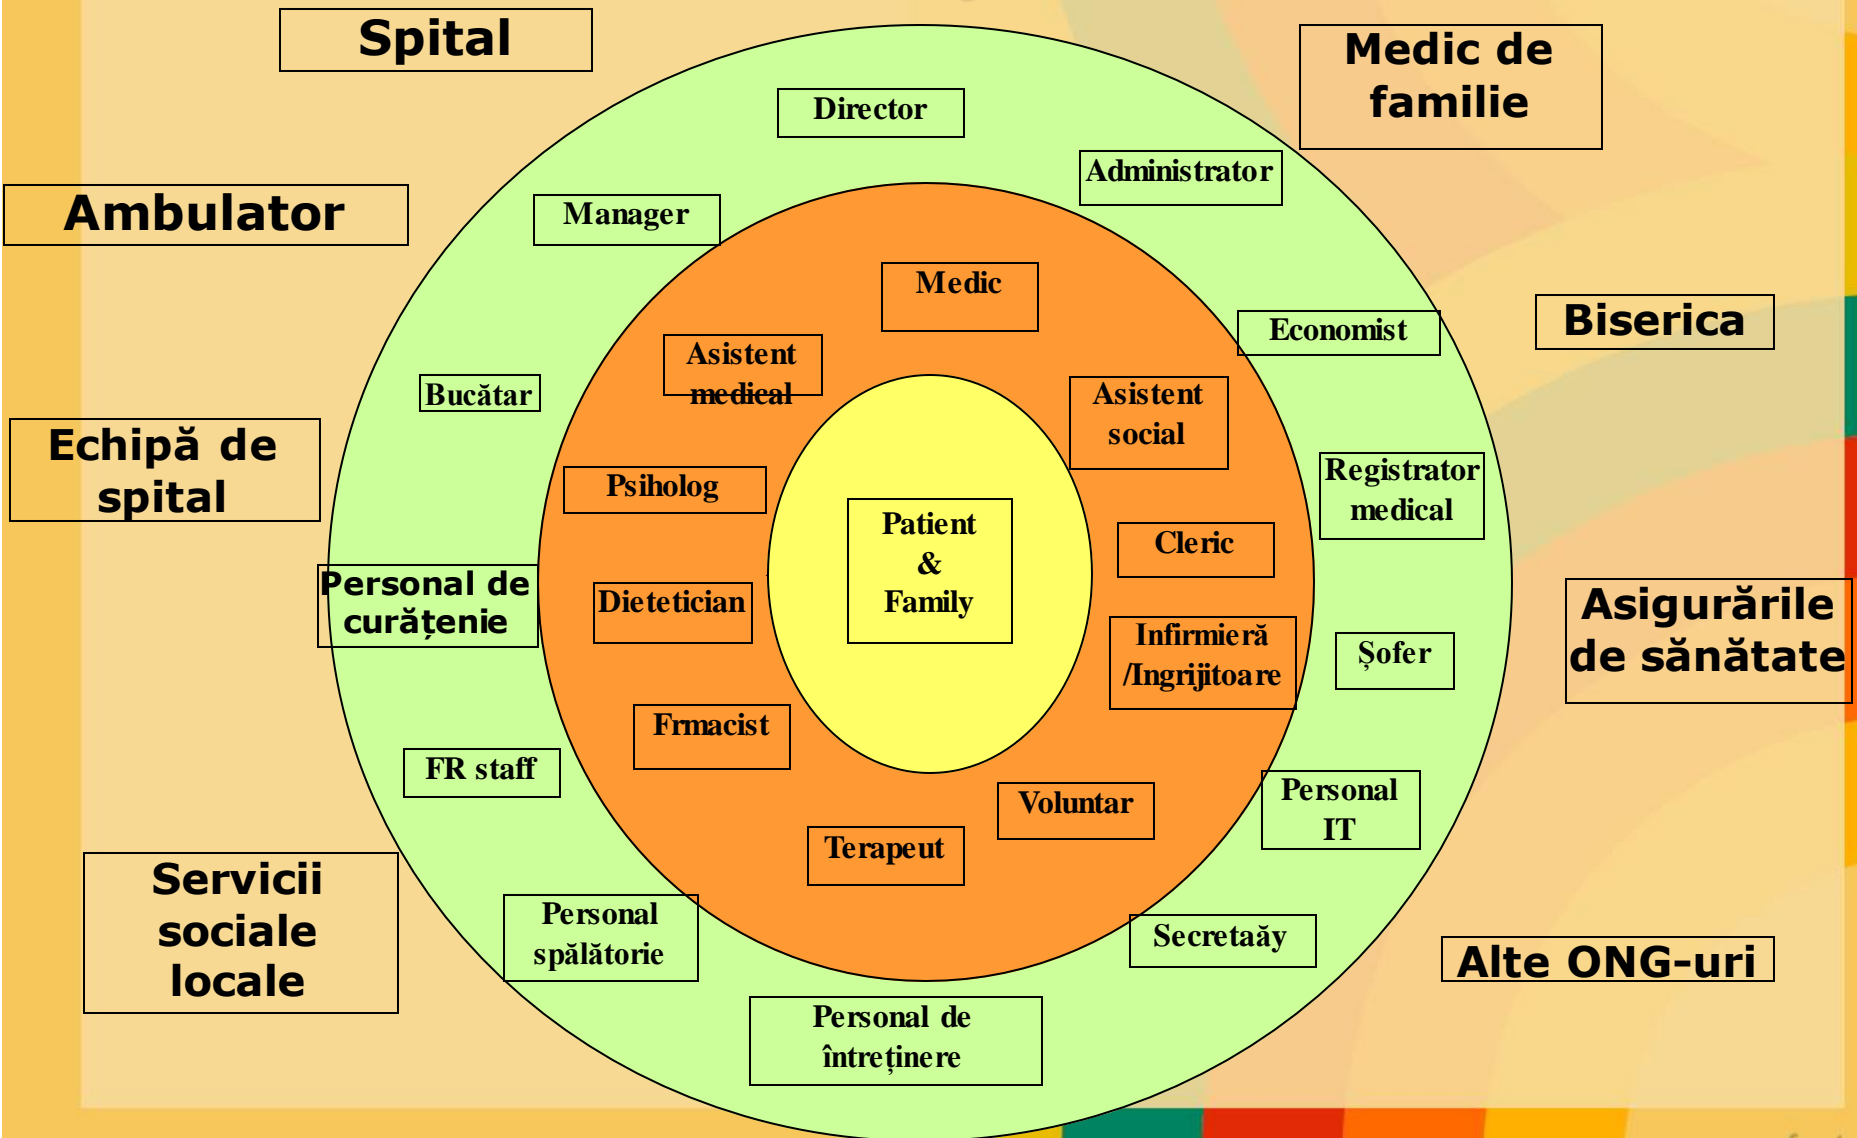 Spital
Medic de
familie
Director
Administrator
Ambulator
Manager
Medic
Biserica
Economist
Asistent
medical
Bucătar
Asistent
social
Echipă de
spital
Psiholog
Registrator
medical
Patient
&
Family
Cleric
Personal de
curățenie
Dietetician
Infirmieră
/Ingrijitoare
Șofer
Asigurările
de sănătate
Frmacist
FR staff
Voluntar
Personal
IT
Terapeut
Servicii
sociale
locale
Personal
spălătorie
Secretaăy
Alte ONG-uri
Personal de
întreținere